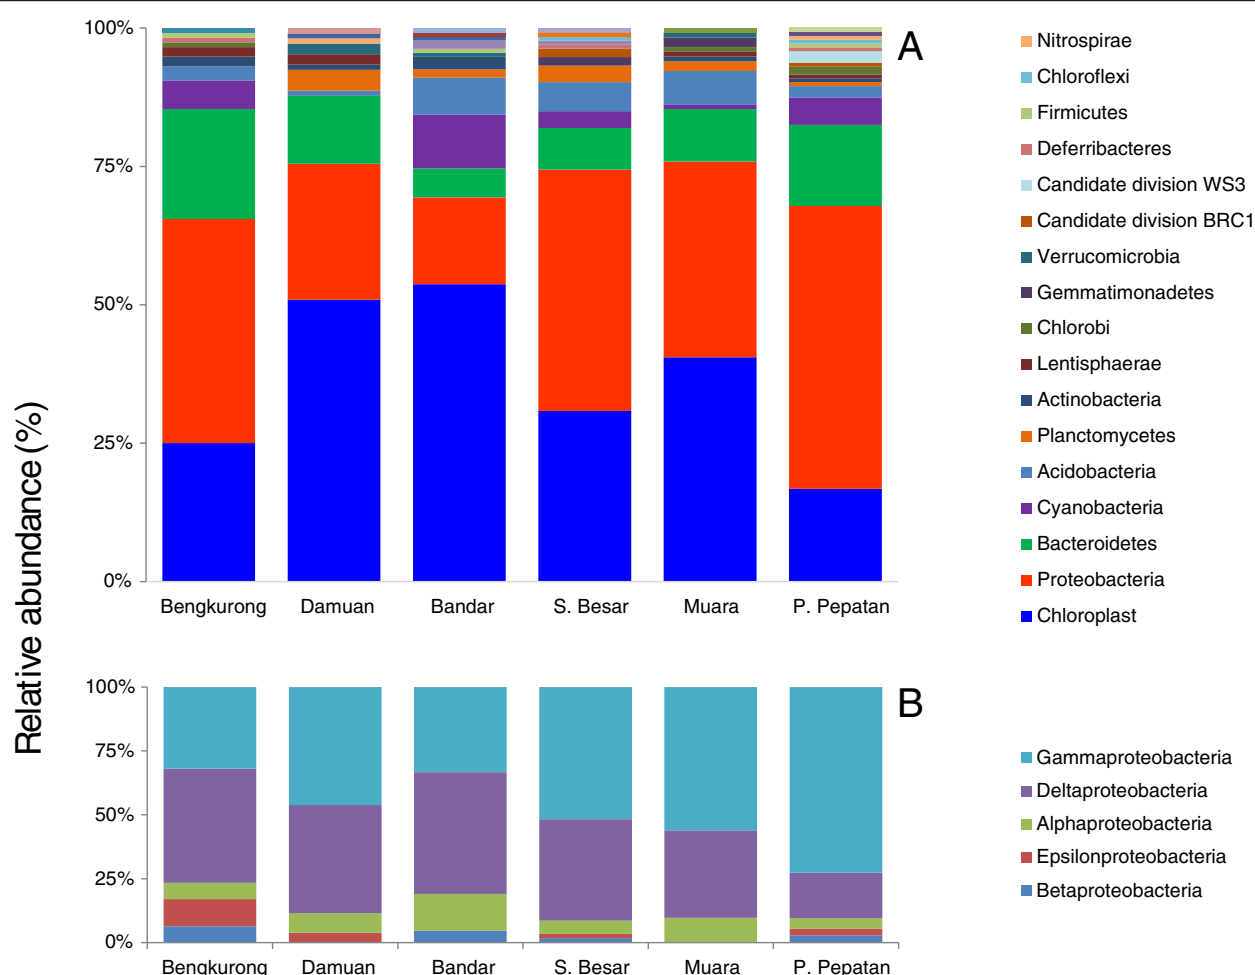 100%
75%
50%
25%
0%
A
Bengkurong Damuan Bandar S. Besar Muara P. Pepatan
Nitrospirae
Chloroflexi
Firmicutes
Deferribacteres
Candidate division WS3
Candidate division BRC1
Verrucomicrobia
Gemmatimonadetes
Chlorobi
Lentisphaerae
Actinobacteria
Planctomycetes
Acidobacteria
Cyanobacteria
Bacteroidetes
Proteobacteria
Chloroplast
Relative abundance (%)
100%
75%
50%
25%
0%
B
Bengkurong Damuan Bandar S. Besar Muara P. Pepatan
Gammaproteobacteria
Deltaproteobacteria
Alphaproteobacteria
Epsilonproteobacteria
Betaproteobacteria